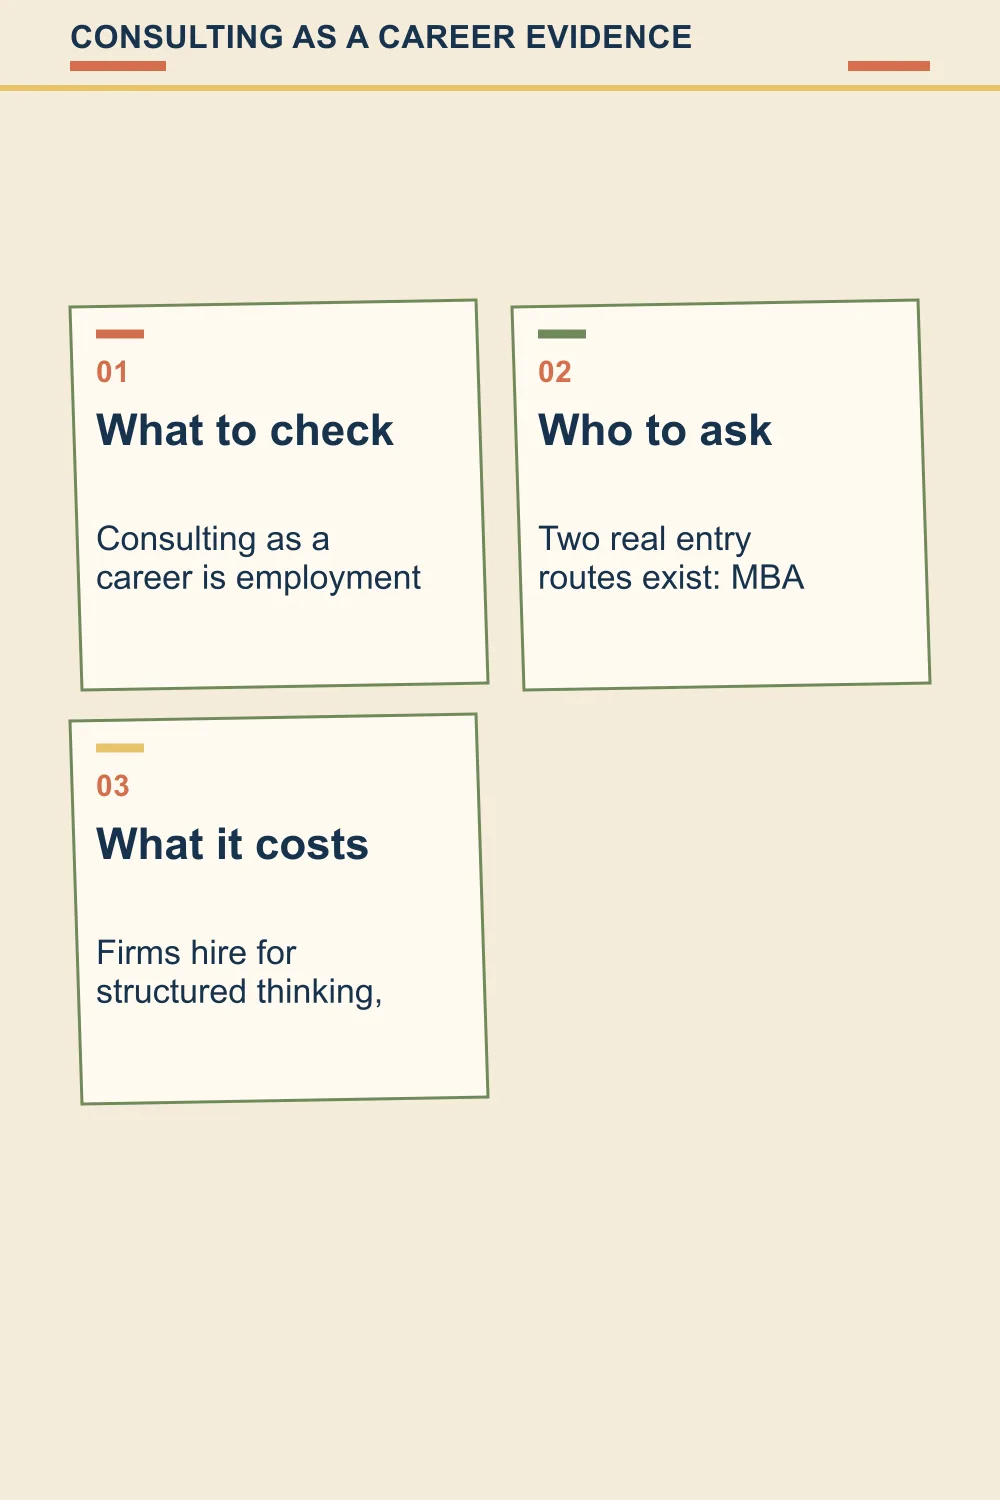 CONSULTING AS A CAREER EVIDENCE
01
What to check
Consulting as a
career is employment
02
Who to ask
Two real entry
routes exist: MBA
03
What it costs
Firms hire for
structured thinking,